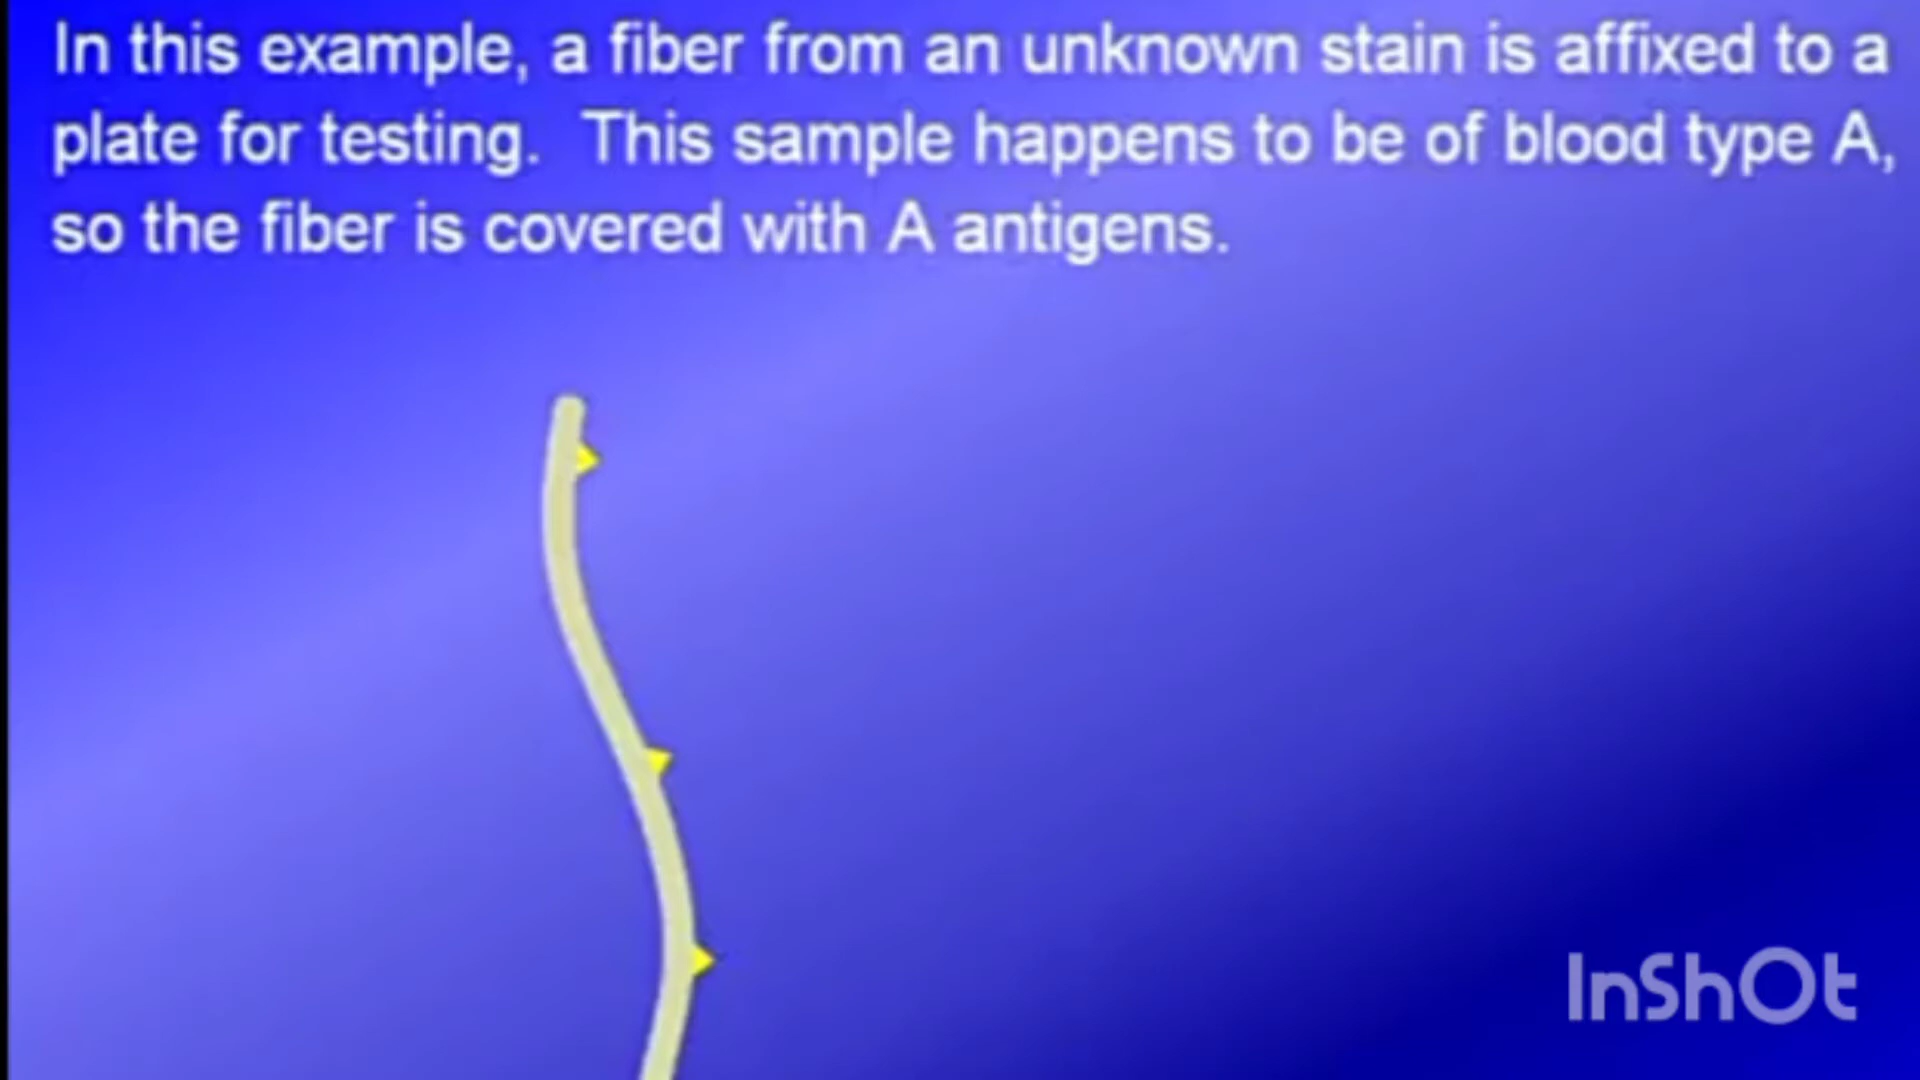 In this example, a fiber from an unknown stain is affixed to a
plate for testing. This sample happens to be of blood type A,
so the fiber is covered with A antigens.
InShOt